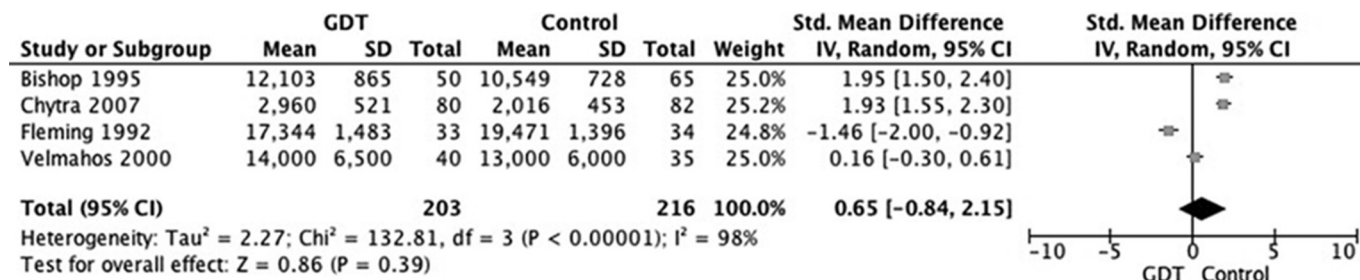 GDT Control Std. Mean Difference Std. Mean Difference
Study or Subgroup Mean SD Total Mean SD Total Weight IV, Random, 95% CI IV, Random, 95% CI
Bishop 1995 12,103 865 50 10,549 728 65 25.0% 1.95 [1.50, 2.40]
Chytra 2007 2,960 521 80 2,016 453 82 25.2% 1.93 [1.55, 2.30]
Fleming 1992 17,344 1,483 33 19,471 1,396 34 24.8% -1.46 [-2.00, -0.92]
Velmahos 2000 14,000 6,500 40 13,000 6,000 35 25.0% 0.16 [-0.30, 0.61]
Total (95% CI) 203 216 100.0% 0.65 [-0.84, 2.15]
Heterogeneity: Tau² = 2.27; Chi² = 132.81, df = 3 (P < 0.00001); I² = 98%
Test for overall effect: Z = 0.86 (P = 0.39)
-10 -5 0 5 10
GDT Control